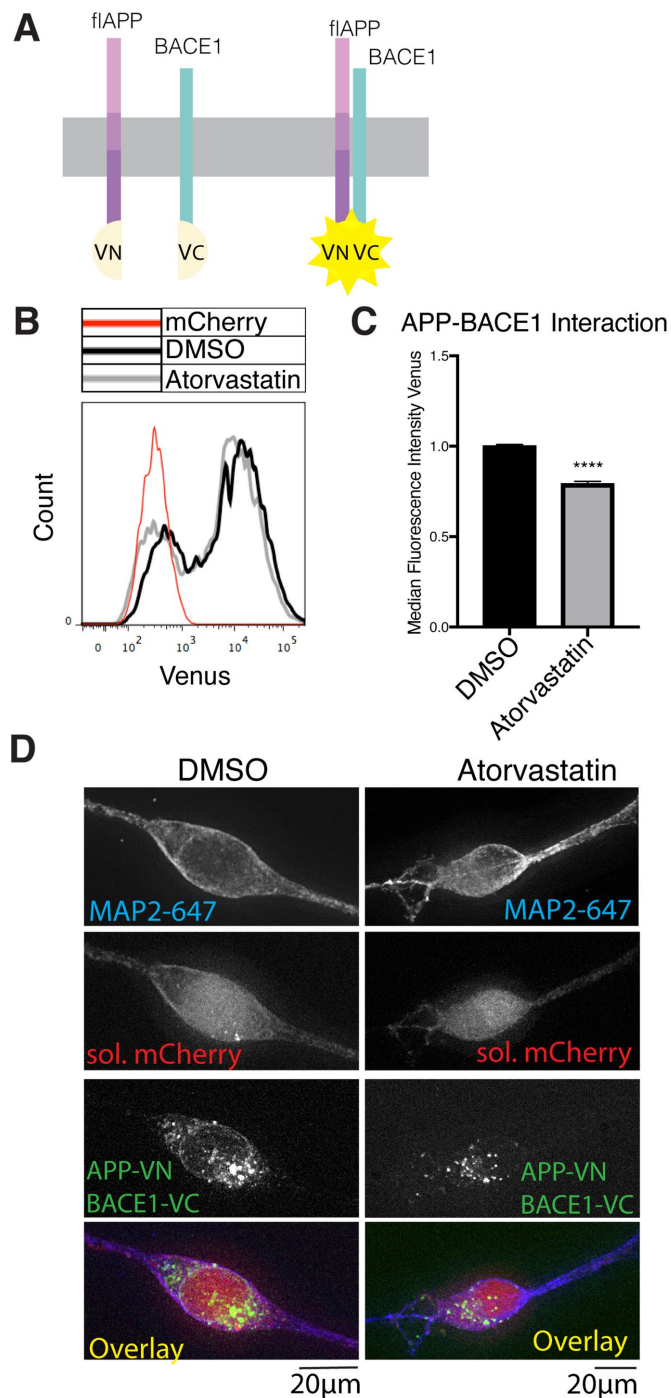 A
flAPP
BACE1
flAPP
BACE1
VN
VC
VN VC
B
mCherry
DMSO
Atorvastatin
Count
0
0 10² 10³ 10⁴ 10⁵
Venus
C
APP-BACE1 Interaction
Median Fluorescence Intensity Venus
1.5
1.0
0.5
0.0
****
DMSO
Atorvastatin
D
DMSO
Atorvastatin
MAP2-647
MAP2-647
sol. mCherry
sol. mCherry
APP-VN
BACE1-VC
APP-VN
BACE1-VC
Overlay
Overlay
20µm
20µm